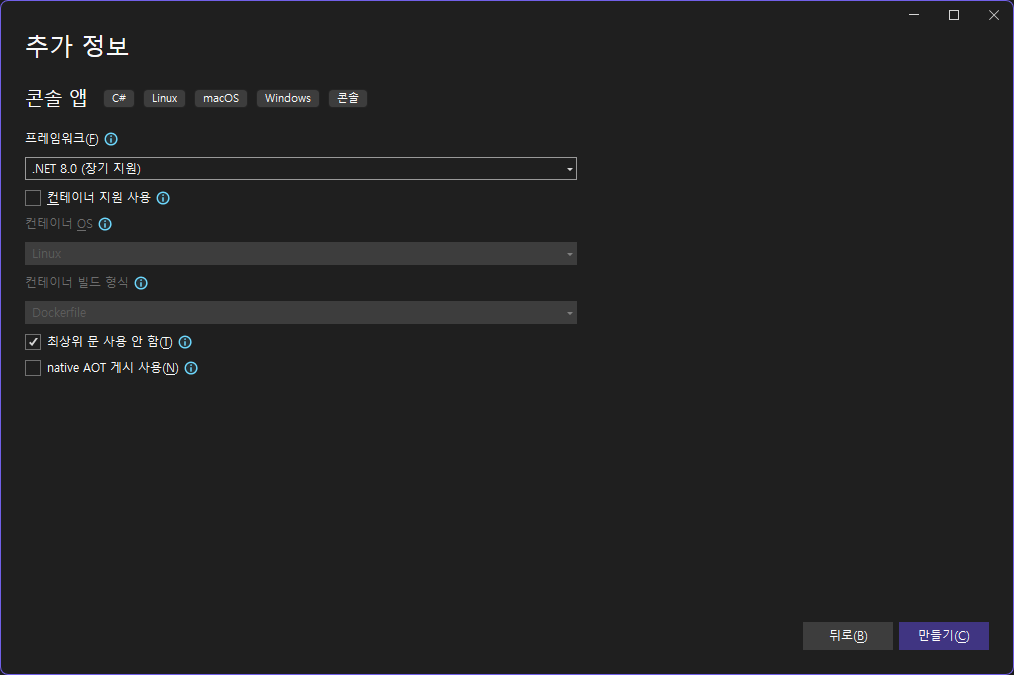 추가 정보
콘솔 앱 C# Linux macOS Windows 콘솔
프레임워크(F)
.NET 8.0 (장기 지원)
컨테이너 지원 사용
컨테이너 OS
Linux
컨테이너 빌드 형식
Dockerfile
최상위 문 사용 안 함(T)
native AOT 게시 사용(N)
뒤로(B) 만들기(C)